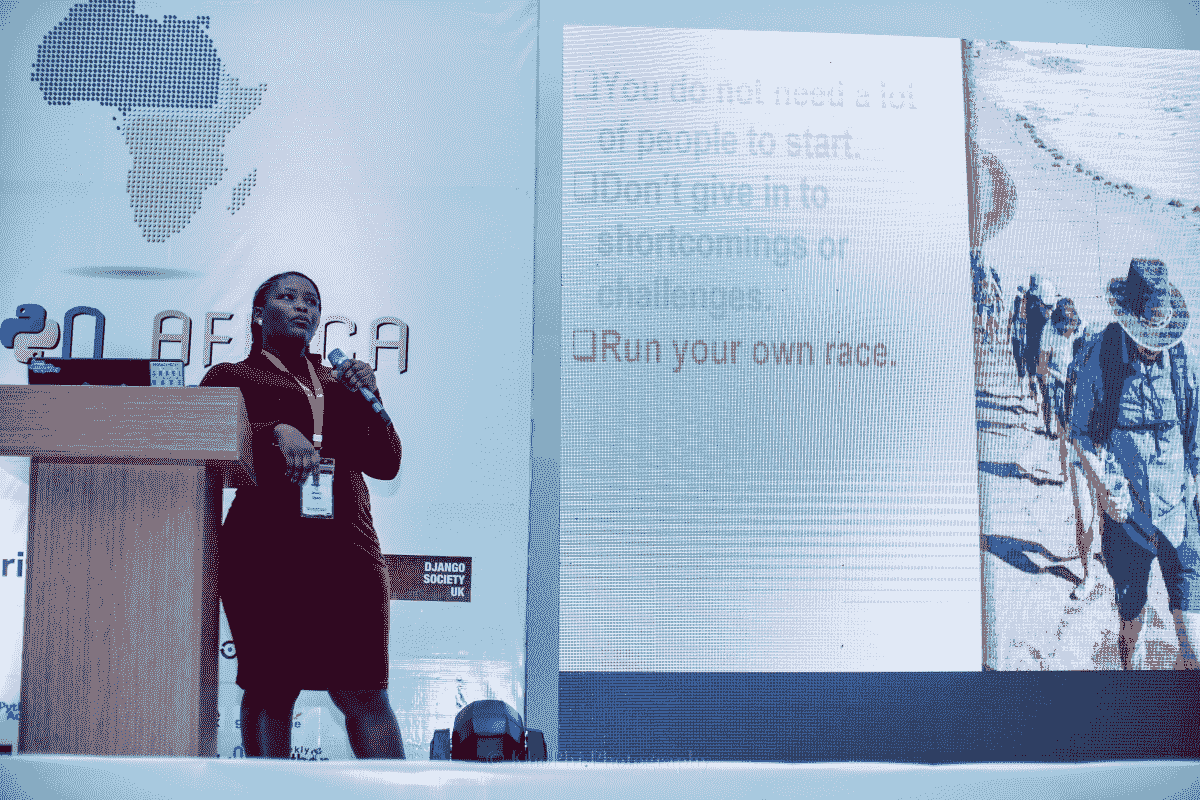 AFRICA
DJANGO
SOCIETY
UK
❑You do not need a lot
of people to start.
❑Don't give in to
shortcomings or
challenges.
❑Run your own race.